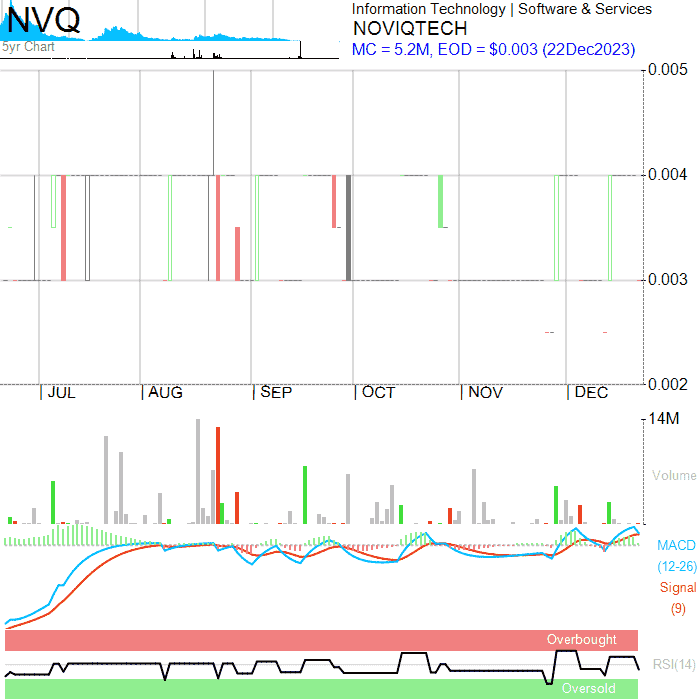 NVQ
5yr Chart
Information Technology | Software & Services
NOVIQTECH
MC = 5.2M, EOD = $0.003 (22Dec2023)
0.005
0.004
0.003
0.002
| JUL | AUG | SEP | OCT | NOV | DEC
14M
Volume
MACD
(12-26)
Signal
(9)
Overbought
RSI(14)
Oversold